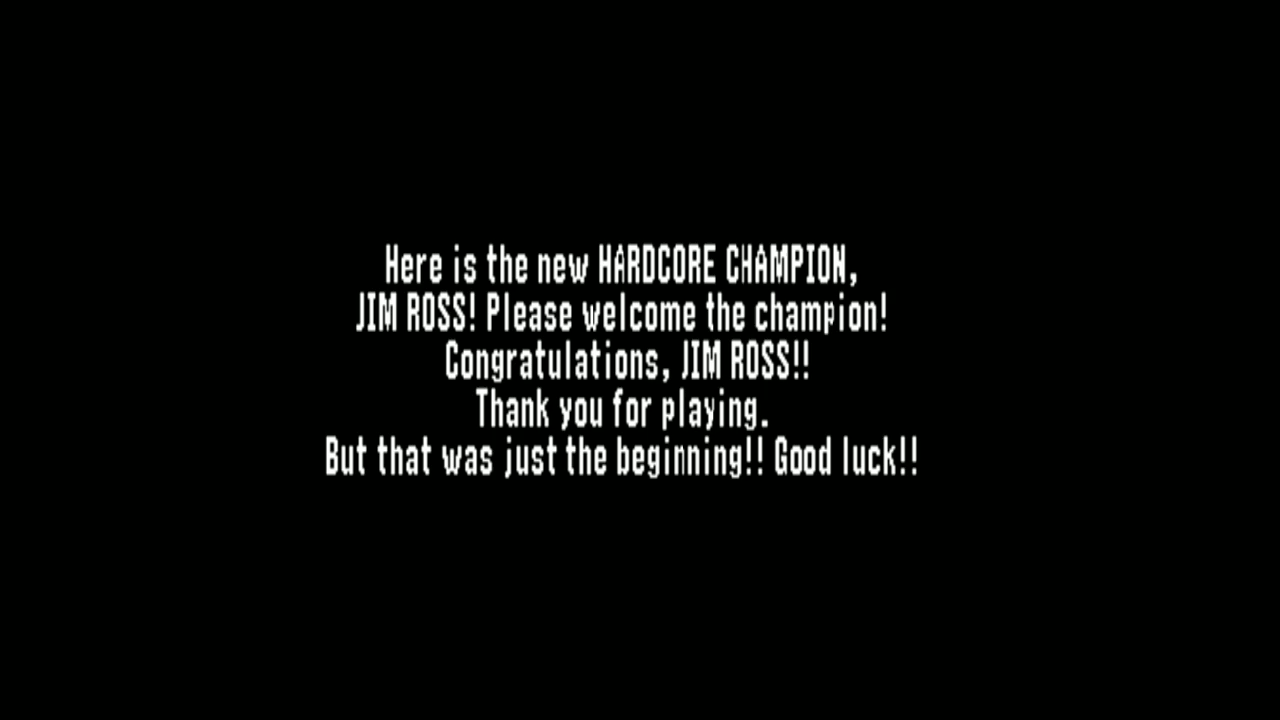 Here is the new HARDCORE CHAMPION,
JIM ROSS! Please welcome the champion!
Congratulations, JIM ROSS!!
Thank you for playing.
But that was just the beginning!! Good luck!!